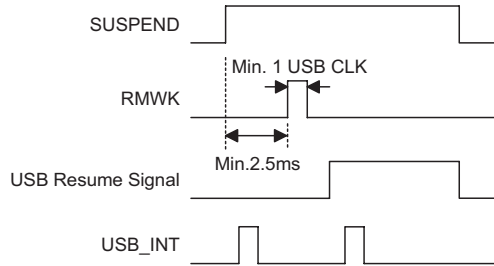 SUSPEND
Min. 1 USB CLK
RMWK
Min.2.5ms
USB Resume Signal
USB_INT